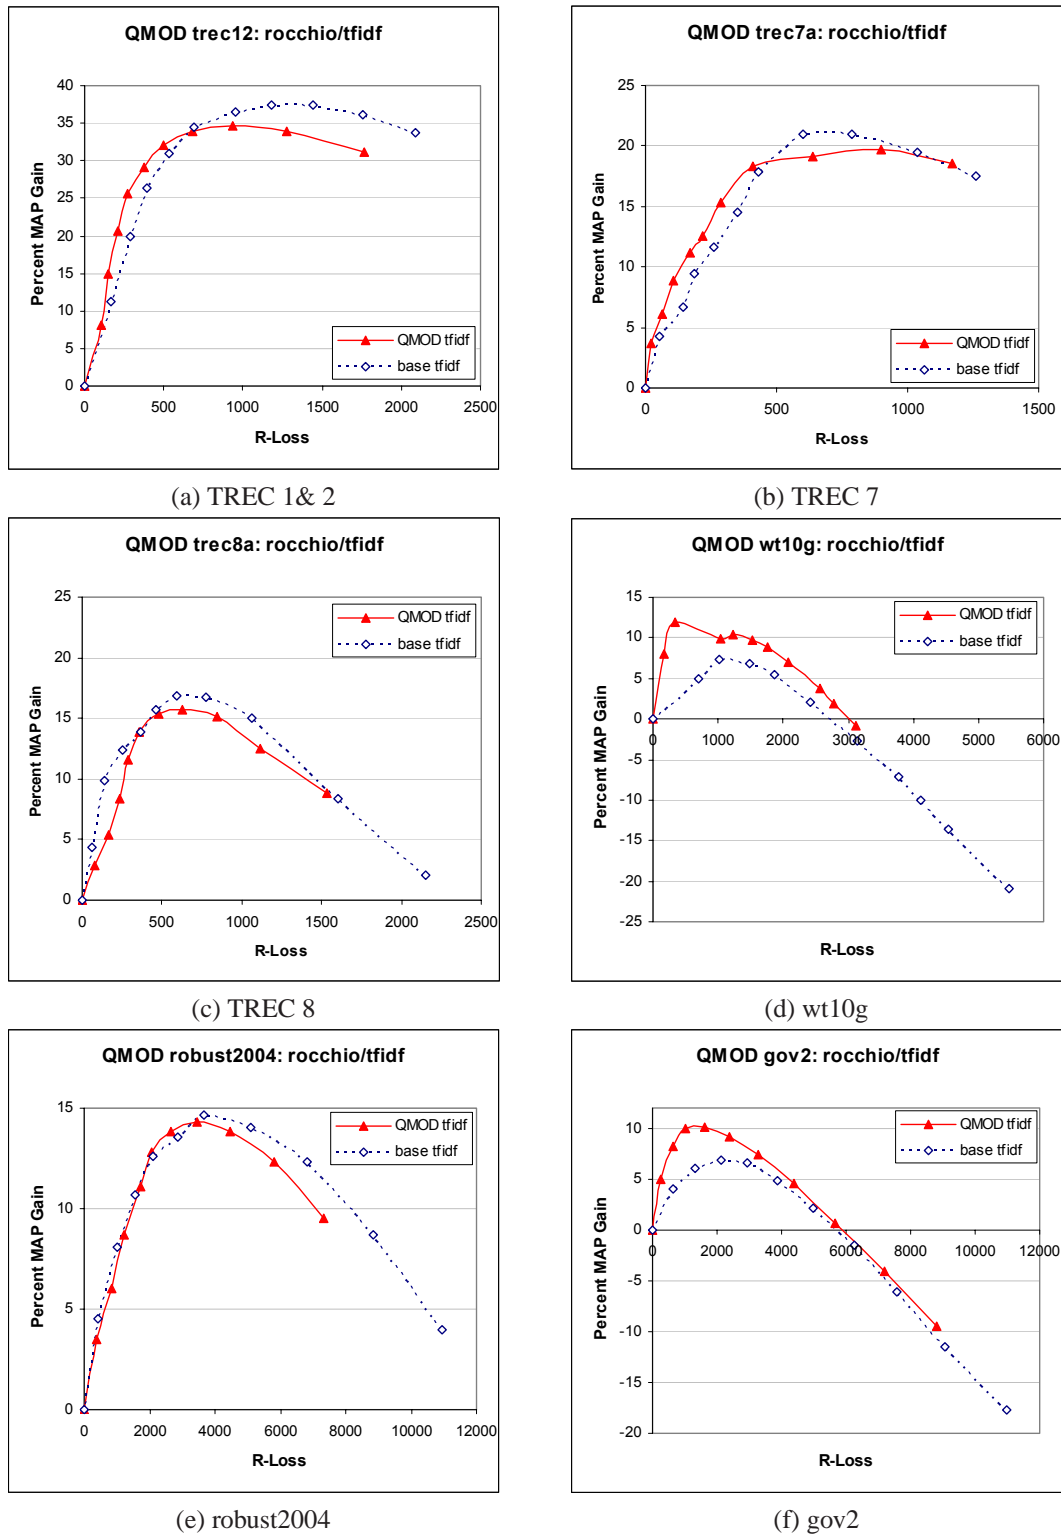 QMOD trec12: rocchio/tfidf
Percent MAP Gain
40
35
30
25
20
15
10
5
0
0 500 1000 1500 2000 2500
R-Loss
QMOD tfidf
base tfidf
(a) TREC 1& 2
QMOD trec7a: rocchio/tfidf
Percent MAP Gain
25
20
15
10
5
0
0 500 1000 1500
R-Loss
QMOD tfidf
base tfidf
(b) TREC 7
QMOD trec8a: rocchio/tfidf
Percent MAP Gain
25
20
15
10
5
0
0 500 1000 1500 2000 2500
R-Loss
QMOD tfidf
base tfidf
(c) TREC 8
QMOD wt10g: rocchio/tfidf
Percent MAP Gain
15
10
5
0
-5
-10
-15
-20
-25
0 1000 2000 3000 4000 5000 6000
R-Loss
QMOD tfidf
base tfidf
(d) wt10g
QMOD robust2004: rocchio/tfidf
Percent MAP Gain
15
10
5
0
0 2000 4000 6000 8000 10000 12000
R-Loss
QMOD tfidf
base tfidf
(e) robust2004
QMOD gov2: rocchio/tfidf
Percent MAP Gain
10
5
0
-5
-10
-15
-20
0 2000 4000 6000 8000 10000 12000
R-Loss
QMOD tfidf
base tfidf
(f) gov2